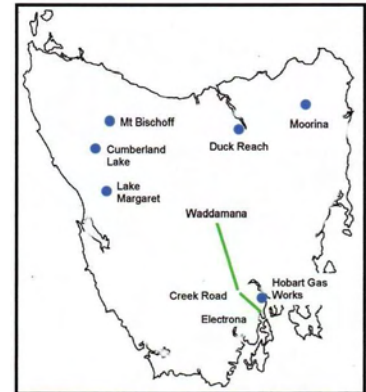 Mt Bischoff
Moorina
Duck Reach
Cumberland
Lake
Lake
Margaret
Waddamana
Hobart Gas
Works
Creek Road
Electrona